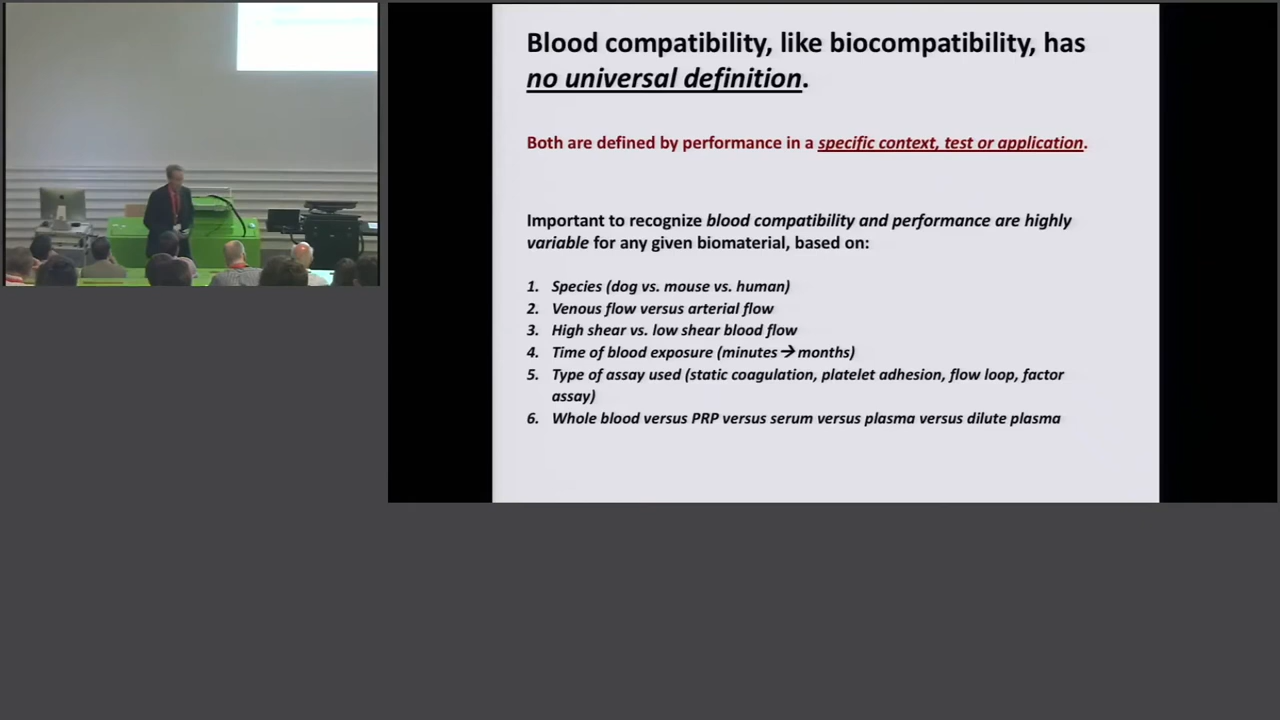 Blood compatibility, like biocompatibility, has
no universal definition.
Both are defined by performance in a specific context, test or application.
Important to recognize blood compatibility and performance are highly
variable for any given biomaterial, based on:
1. Species (dog vs. mouse vs. human)
2. Venous flow versus arterial flow
3. High shear vs. low shear blood flow
4. Time of blood exposure (minutes→months)
5. Type of assay used (static coagulation, platelet adhesion, flow loop, factor
assay)
6. Whole blood versus PRP versus serum versus plasma versus dilute plasma